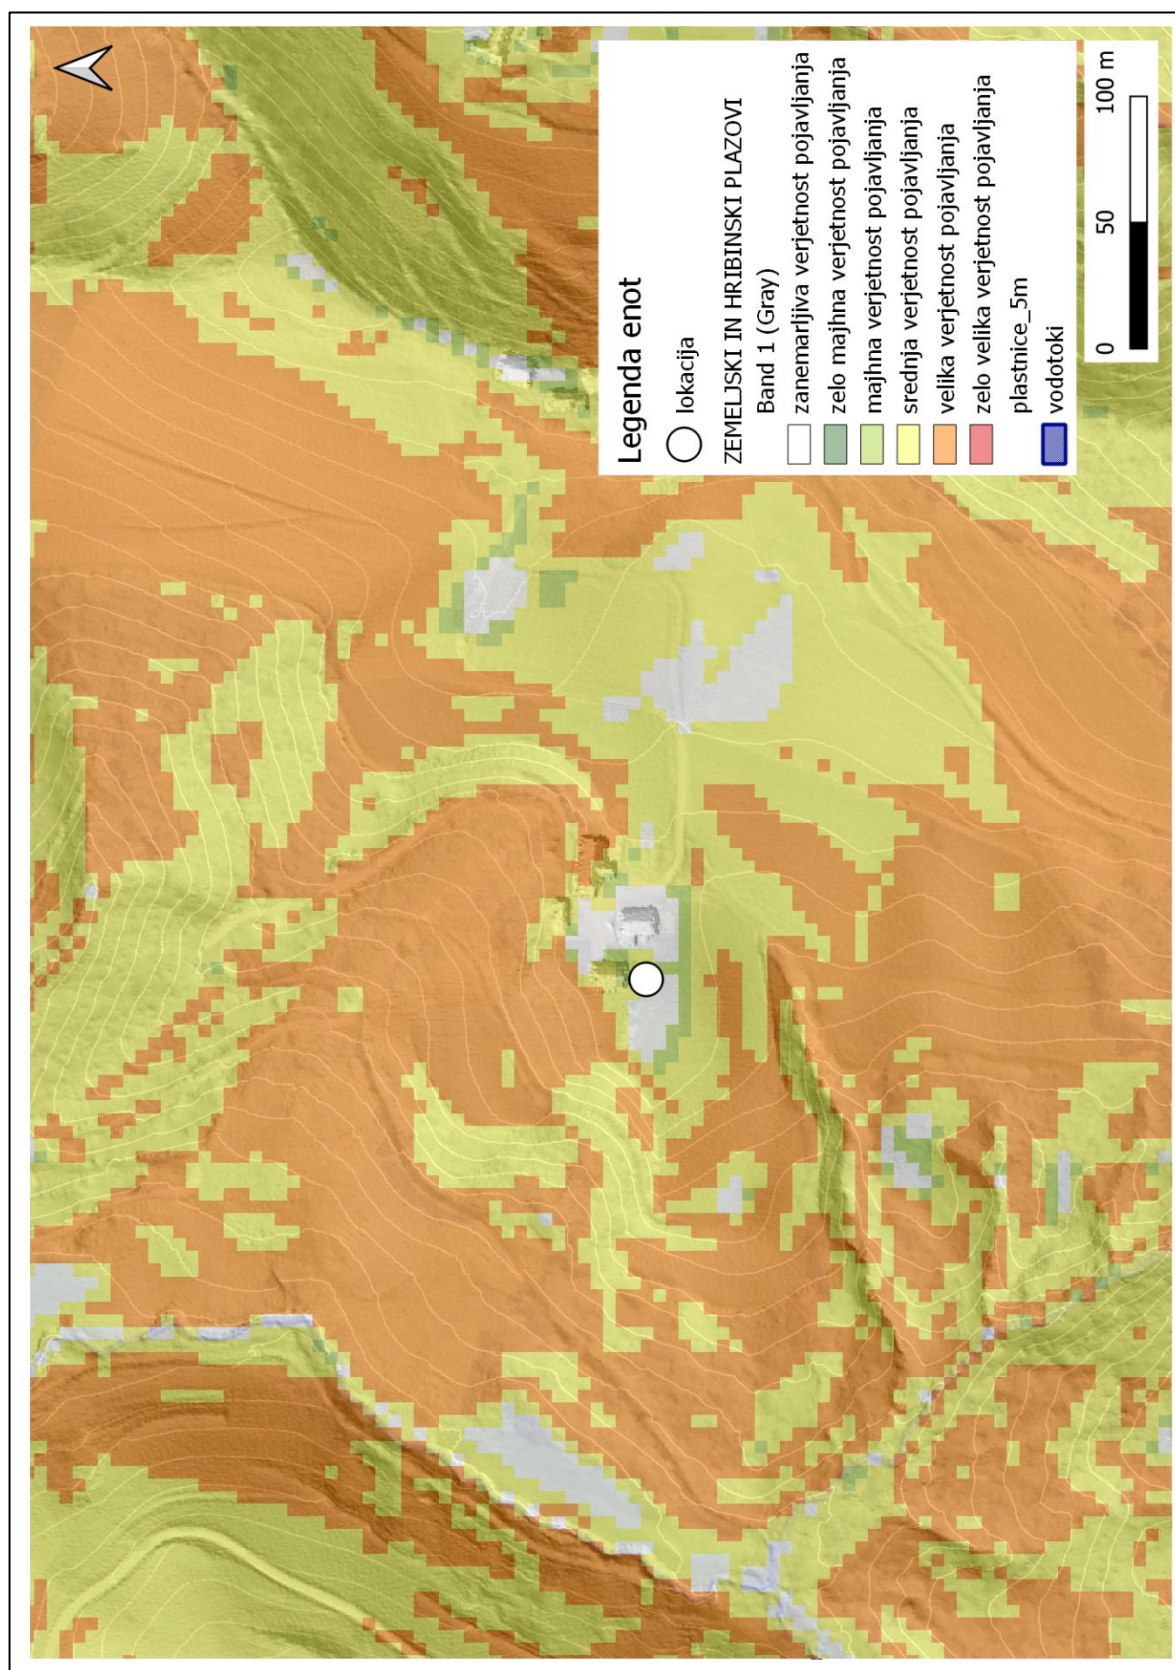 Legenda enot
lokacija
ZEMELJSKI IN HRIBINSKI PLAZOVI
Band 1 (Gray)
zanemarljiva verjetnost pojavljanja
zelo majhna verjetnost pojavljanja
majhna verjetnost pojavljanja
srednja verjetnost pojavljanja
velika verjetnost pojavljanja
zelo velika verjetnost pojavljanja
plastnice_5m
vodotoki
0 50 100 m